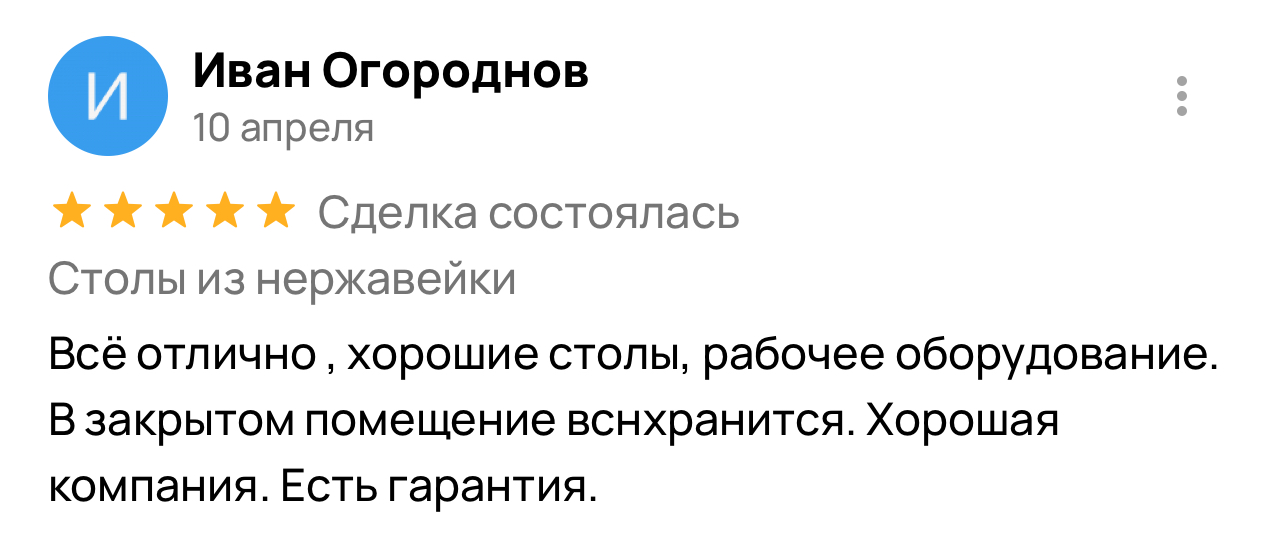 И
Иван Огороднов
10 апреля
Сделка состоялась
Столы из нержавейки
Всё отлично , хорошие столы, рабочее оборудование.
В закрытом помещение вснхранится. Хорошая
компания. Есть гарантия.